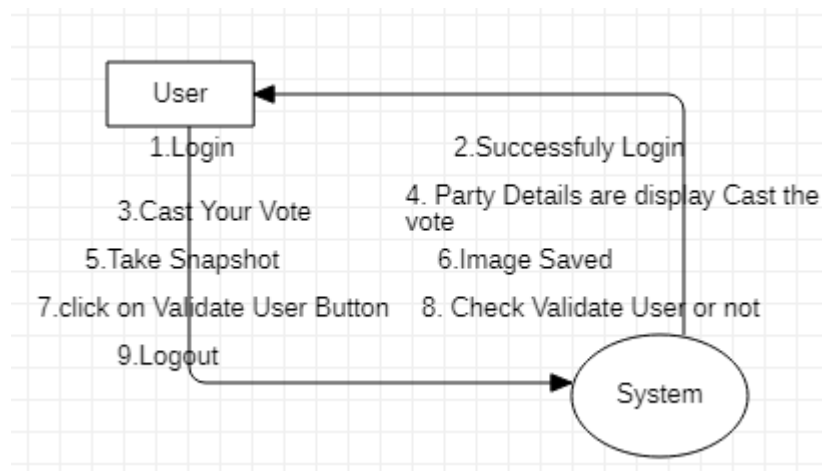 User
1.Login
2.Successfuly Login
3.Cast Your Vote
4. Party Details are display Cast the
vote
5.Take Snapshot
6.Image Saved
7.click on Validate User Button
8. Check Validate User or not
9.Logout
System